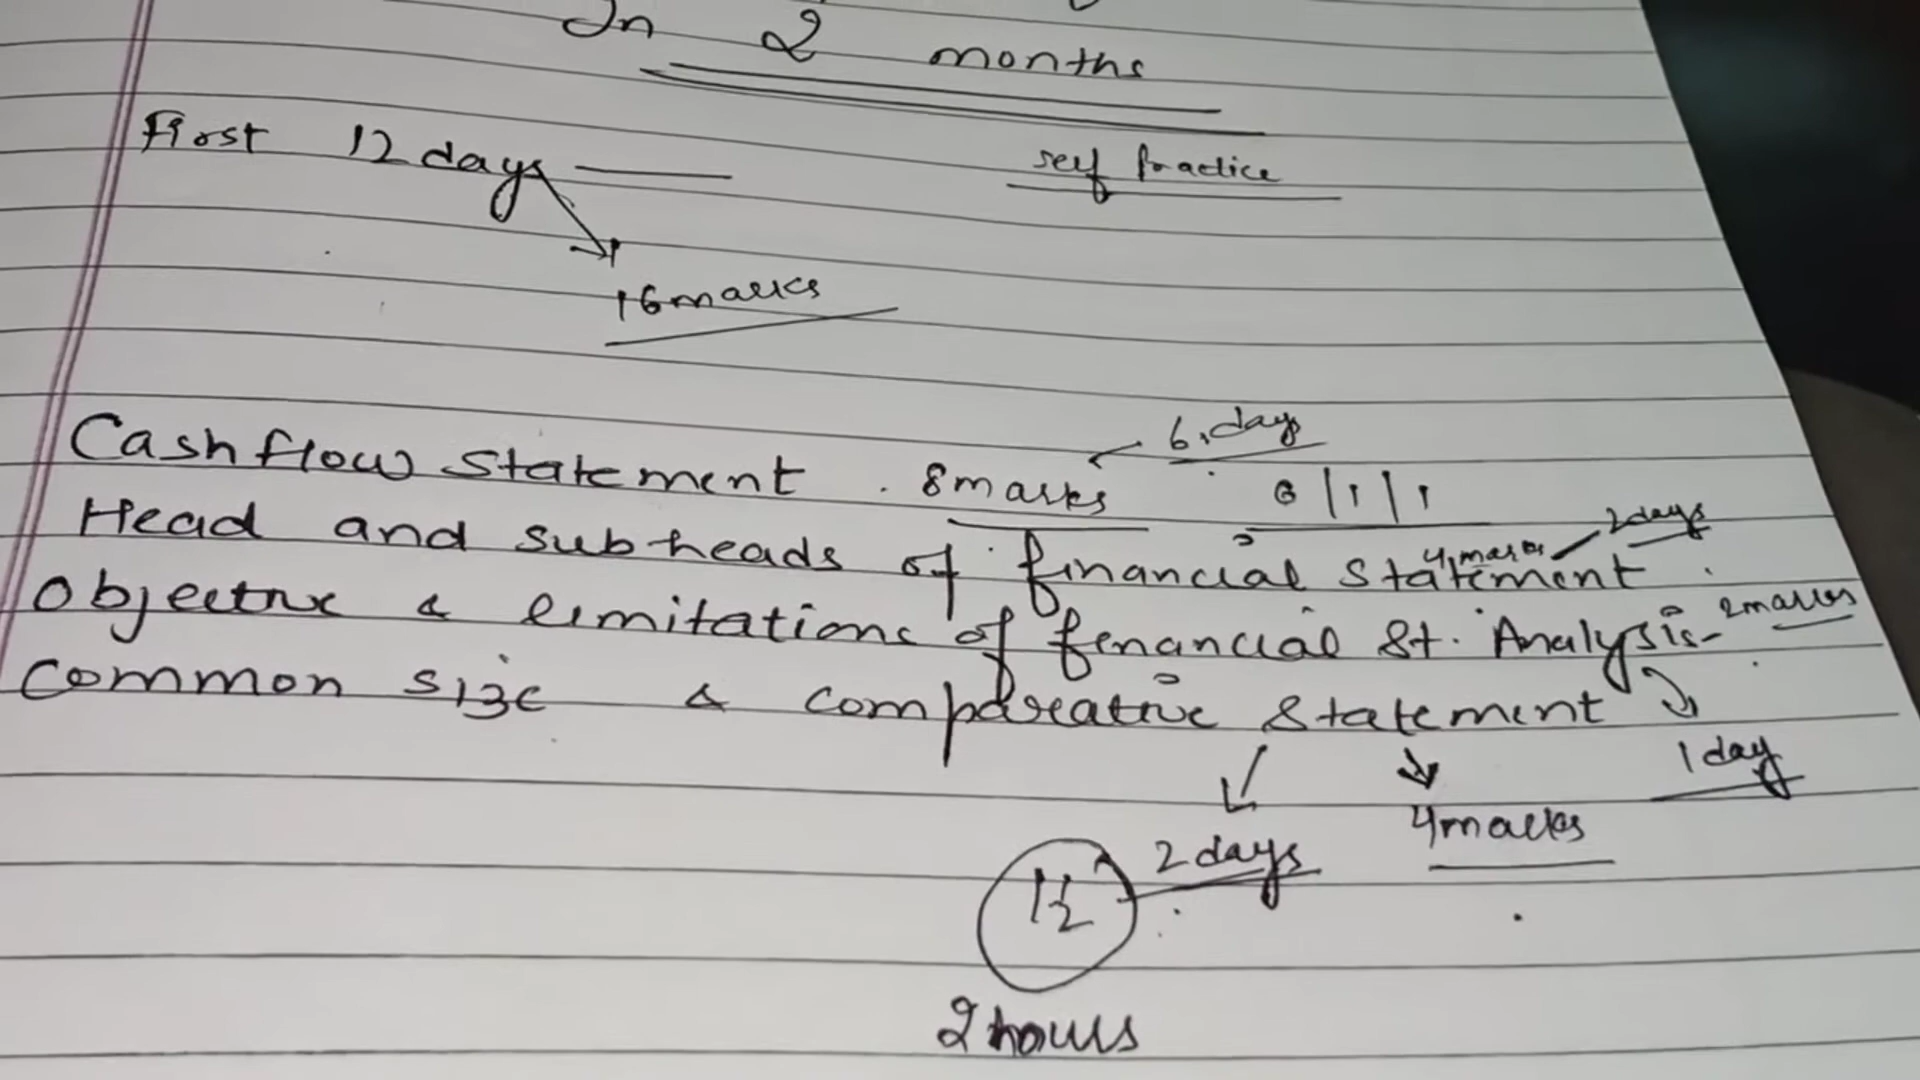 In 2 months
First 12 days
self Practice
16 marks
6 days
Cash flow statement 8 marks
6 | 1 | 1
2 days
Head and subheads of financial statement
4 marks
Objective & limitations of financial St. Analysis - 2 marks
Common size & comparative statement
1 day
4 marks
2 days
1½
2 hours